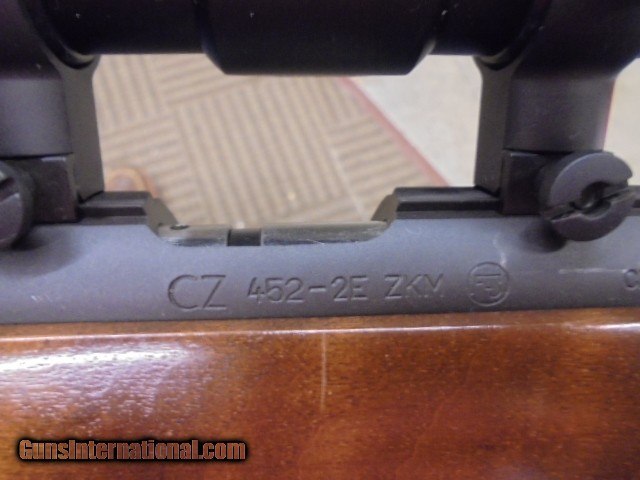 CZ 452-2E ZKM
C
GunsInternational.com